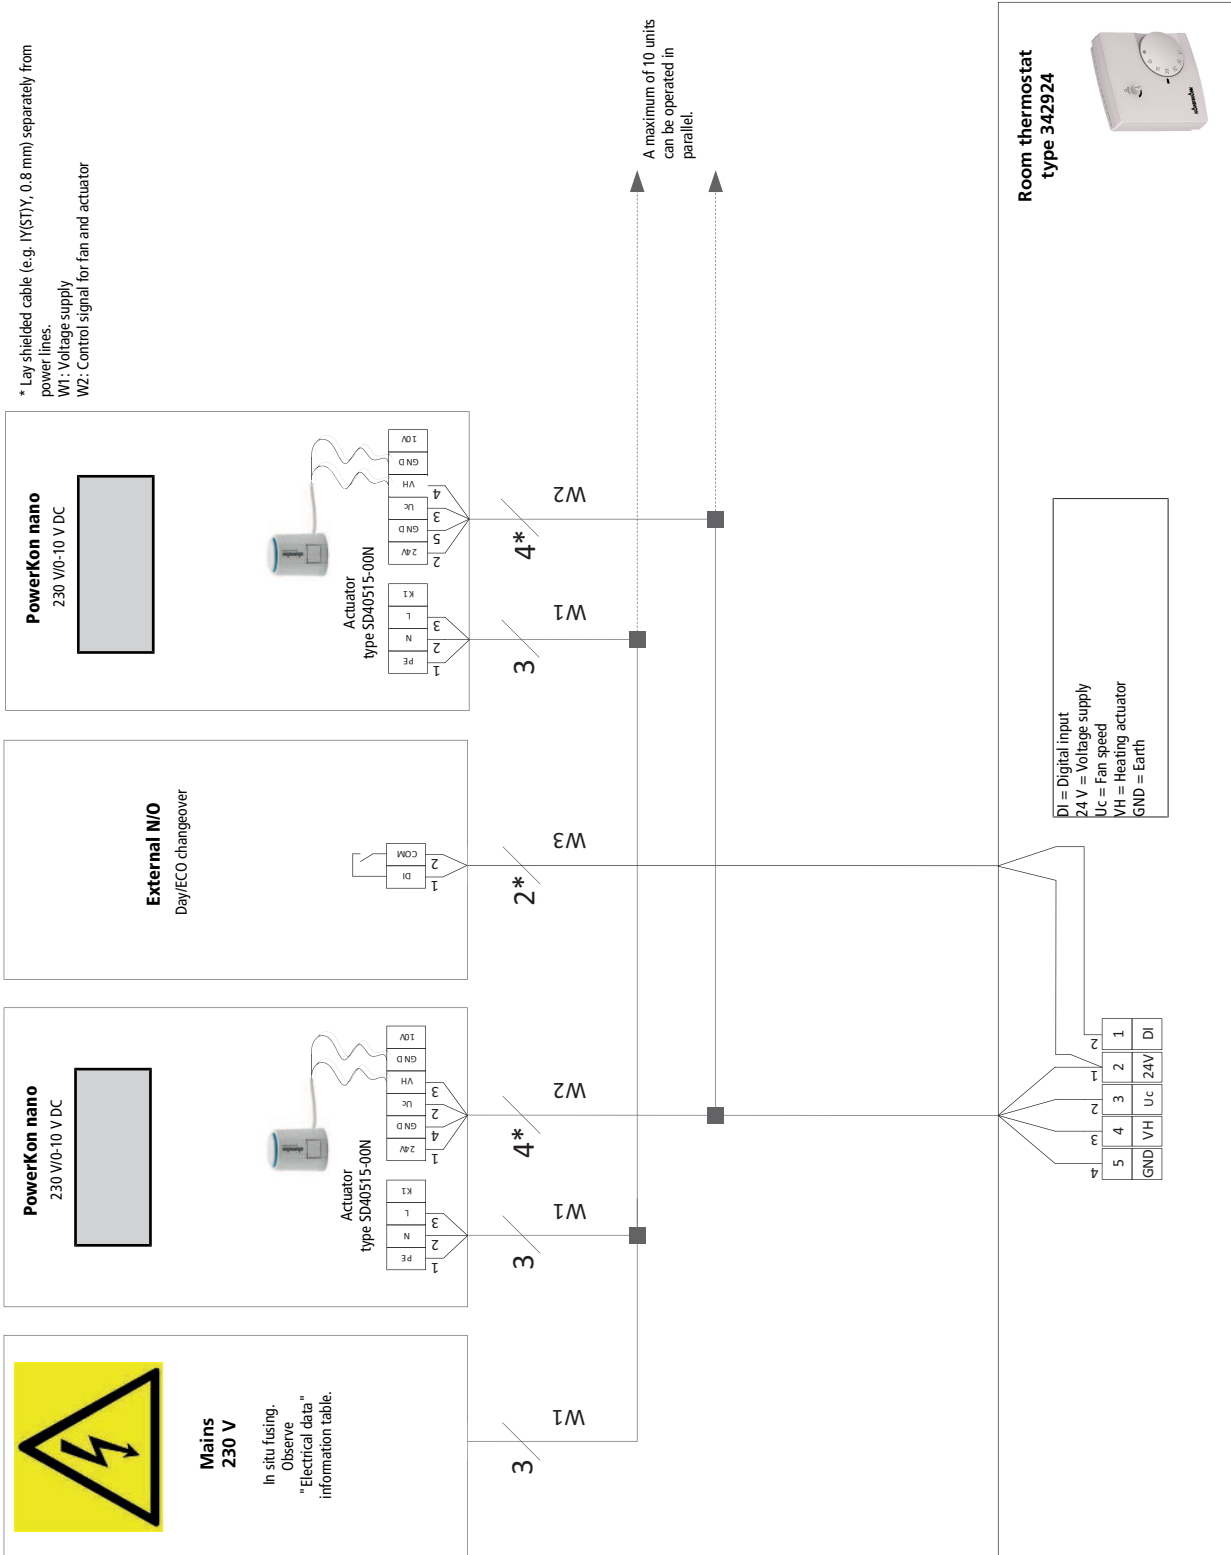 Mains
230 V
In situ fusing.
Observe
"Electrical data"
information table.
3
W1
PowerKon nano
230 V/0-10 V DC
Actuator
type SD40515-00N
PE
N
L
K1
1
2
3
24V
GND
Uc
VH
GND
10V
1
4
2
3
3
W1
4*
W2
External N/O
Day/ECO changeover
DI
COM
1
2
2*
W3
PowerKon nano
230 V/0-10 V DC
Actuator
type SD40515-00N
PE
N
L
K1
1
2
3
24V
GND
Uc
VH
GND
10V
2
5
3
4
3
W1
4*
W2
* Lay shielded cable (e.g. IY(ST)Y, 0.8 mm) separately from
power lines.
W1: Voltage supply
W2: Control signal for fan and actuator
A maximum of 10 units
can be operated in
parallel.
4
3
2
1
2
5
4
3
2
1
GND
VH
Uc
24V
DI
DI = Digital input
24 V = Voltage supply
Uc = Fan speed
VH = Heating actuator
GND = Earth
Room thermostat
type 342924